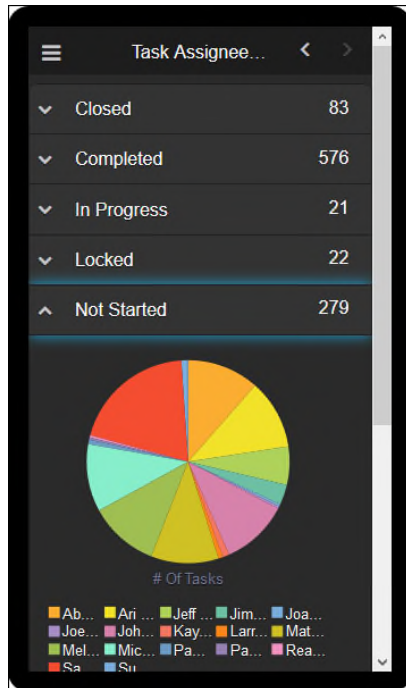 Task Assignee...
Closed 83
Completed 576
In Progress 21
Locked 22
Not Started 279
# Of Tasks
Ab... Ari ... Jeff ... Jim... Joa...
Joe... Joh... Kay... Larr... Mat...
Mel... Mic... Pa... Pa... Rea...
Sa... Su...